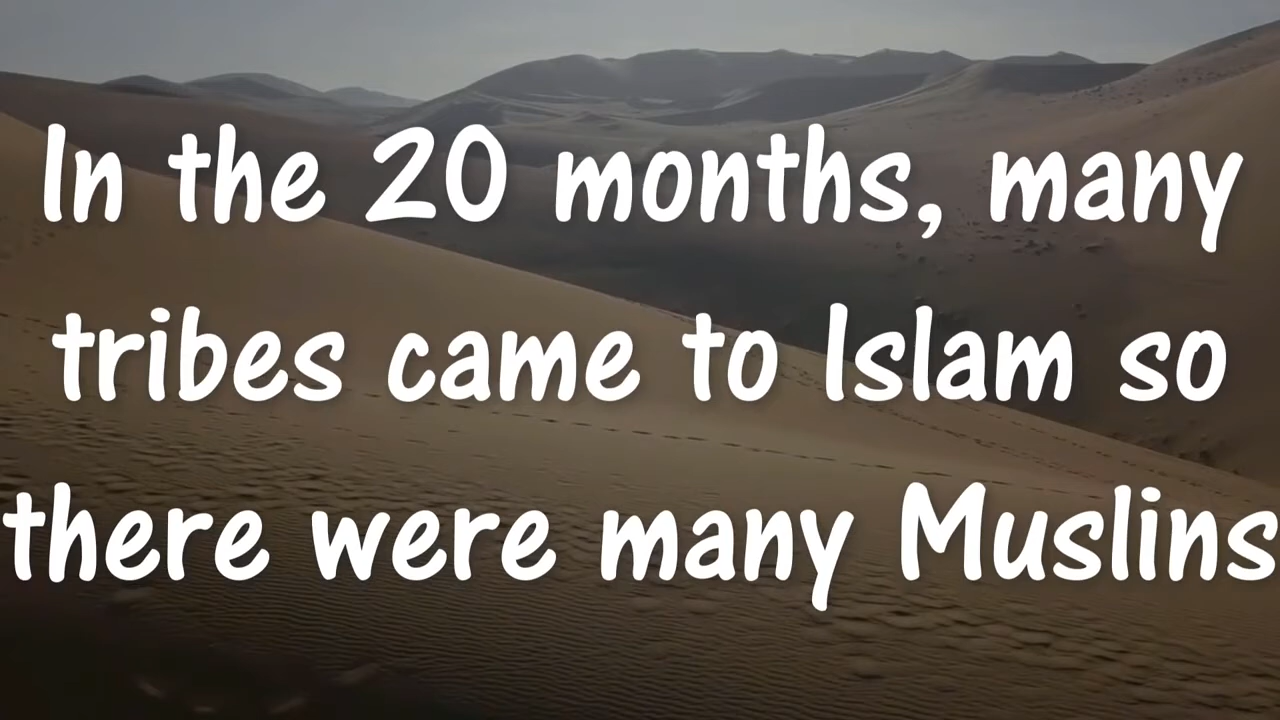 In the 20 months, many
tribes came to Islam so
there were many Muslins